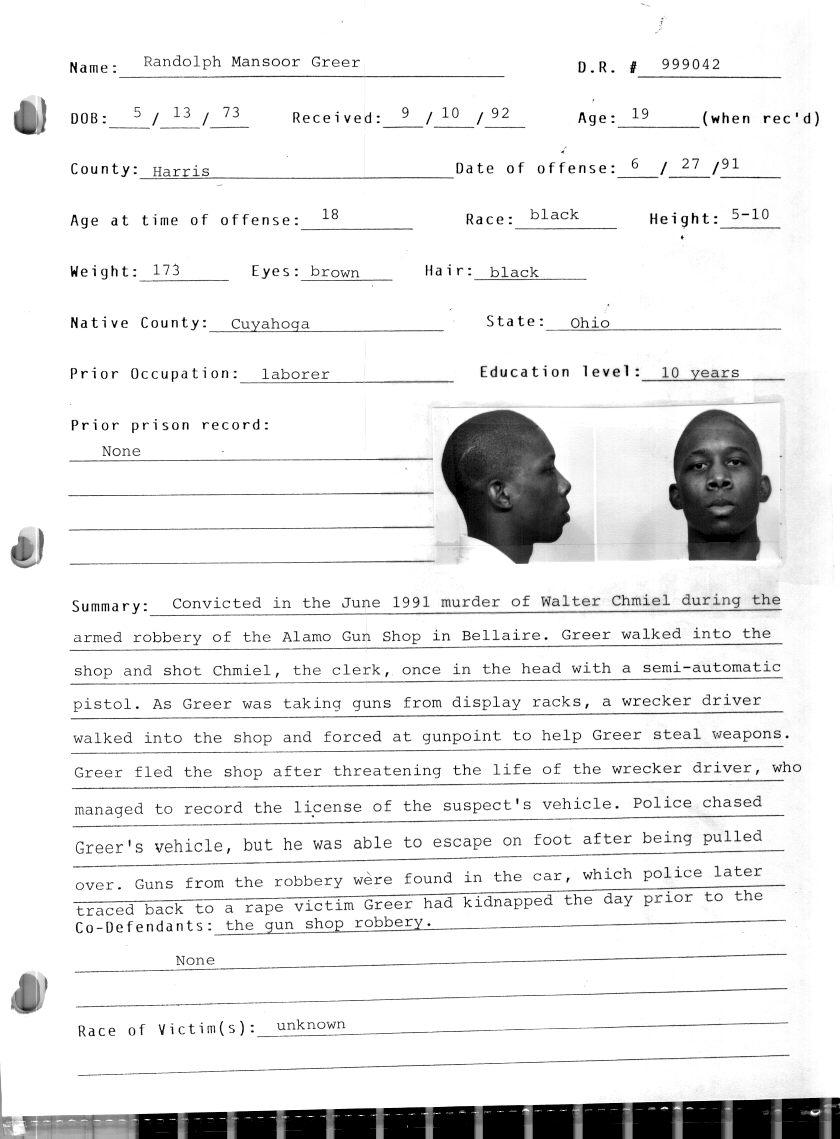 Name: Randolph Mansoor Greer D.R. # 999042
DOB: 5 / 13 / 73 Received: 9 / 10 / 92 Age: 19 (when rec'd)
County: Harris Date of offense: 6 / 27 /91
Age at time of offense: 18 Race: black Height: 5-10
Weight: 173 Eyes: brown Hair: black
Native County: Cuyahoga State: Ohio
Prior Occupation: laborer Education level: 10 years
Prior prison record:
None
Summary: Convicted in the June 1991 murder of Walter Chmiel during the
armed robbery of the Alamo Gun Shop in Bellaire. Greer walked into the
shop and shot Chmiel, the clerk, once in the head with a semi-automatic
pistol. As Greer was taking guns from display racks, a wrecker driver
walked into the shop and forced at gunpoint to help Greer steal weapons.
Greer fled the shop after threatening the life of the wrecker driver, who
managed to record the license of the suspect's vehicle. Police chased
Greer's vehicle, but he was able to escape on foot after being pulled
over. Guns from the robbery were found in the car, which police later
traced back to a rape victim Greer had kidnapped the day prior to the
Co-Defendants: the gun shop robbery.
None
Race of Victim(s): unknown